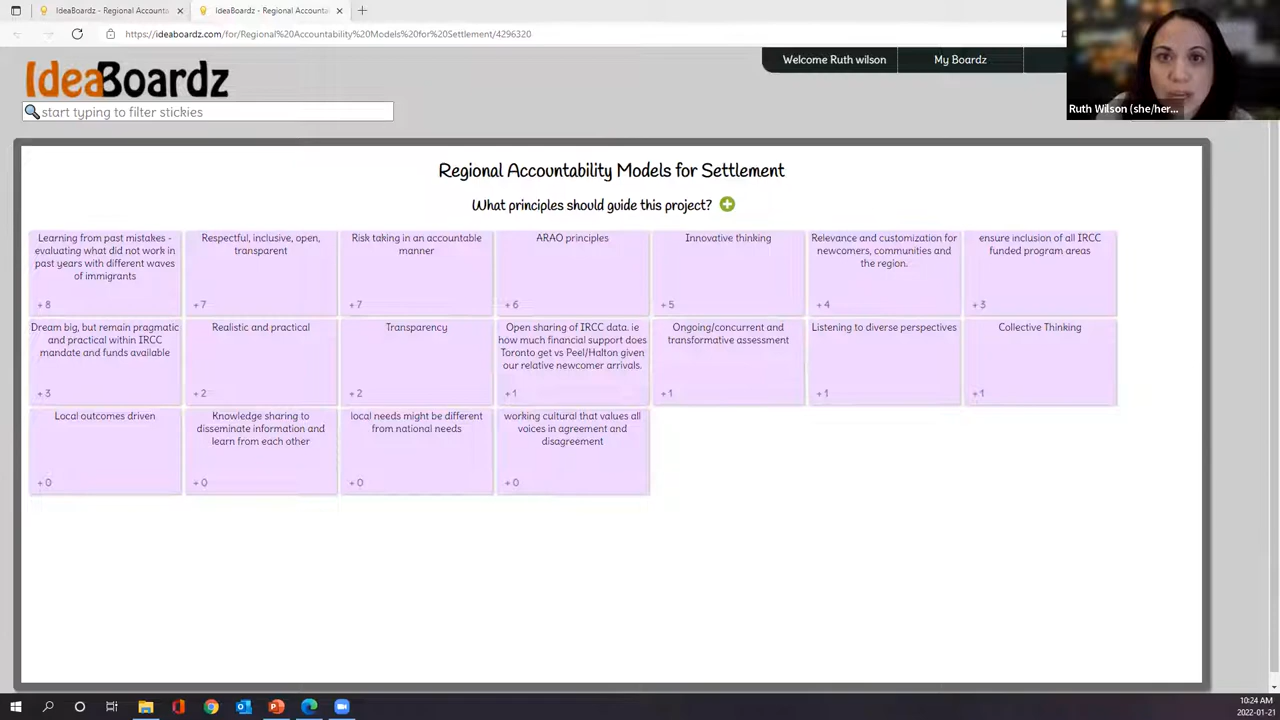 IdeaBoardz - Regional Accounta
IdeaBoardz - Regional Accountal
https://ideaboardz.com/for/Regional%20Accountability%20Models%20for%20Settlement/4296320
IdeaBoardz
Welcome Ruth wilson
My Boardz
Ruth Wilson (she/her...
start typing to filter stickies
Regional Accountability Models for Settlement
What principles should guide this project?
Learning from past mistakes -
evaluating what did not work in
past years with different waves
of immigrants
+8
Respectful, inclusive, open,
transparent
+7
Risk taking in an accountable
manner
+7
ARAO principles
+6
Innovative thinking
+5
Relevance and customization for
newcomers, communities and
the region.
+4
ensure inclusion of all IRCC
funded program areas
+3
Dream big, but remain pragmatic
and practical within IRCC
mandate and funds available
+3
Realistic and practical
+2
Transparency
+2
Open sharing of IRCC data. ie
how much financial support does
Toronto get vs Peel/Halton given
our relative newcomer arrivals.
+1
Ongoing/concurrent and
transformative assessment
+1
Listening to diverse perspectives
+1
Collective Thinking
+1
Local outcomes driven
+0
Knowledge sharing to
disseminate information and
learn from each other
+0
local needs might be different
from national needs
+0
working cultural that values all
voices in agreement and
disagreement
+0
10:24 AM
2022-01-21